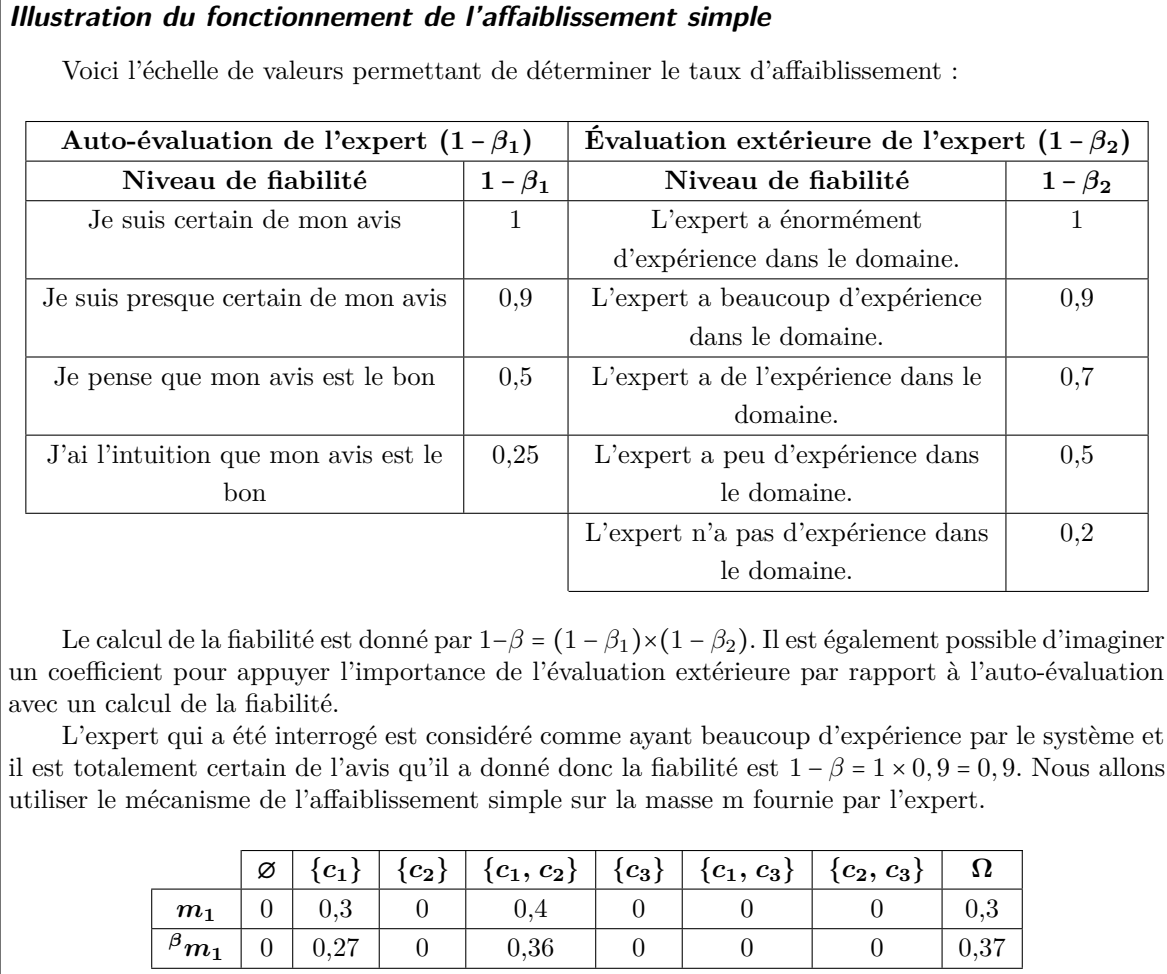 Illustration du fonctionnement de l'affaiblissement simple
Voici l'échelle de valeurs permettant de déterminer le taux d'affaiblissement :
Auto-évaluation de l'expert (1 − β₁) Évaluation extérieure de l'expert (1 − β₂)
Niveau de fiabilité 1 − β₁ Niveau de fiabilité 1 − β₂
Je suis certain de mon avis 1 L'expert a énormément 1
d'expérience dans le domaine.
Je suis presque certain de mon avis 0,9 L'expert a beaucoup d'expérience 0,9
dans le domaine.
Je pense que mon avis est le bon 0,5 L'expert a de l'expérience dans le 0,7
domaine.
J'ai l'intuition que mon avis est le 0,25 L'expert a peu d'expérience dans 0,5
bon le domaine.
L'expert n'a pas d'expérience dans 0,2
le domaine.
Le calcul de la fiabilité est donné par 1−β = (1 − β₁)×(1 − β₂). Il est également possible d'imaginer
un coefficient pour appuyer l'importance de l'évaluation extérieure par rapport à l'auto-évaluation
avec un calcul de la fiabilité.
L'expert qui a été interrogé est considéré comme ayant beaucoup d'expérience par le système et
il est totalement certain de l'avis qu'il a donné donc la fiabilité est 1 − β = 1 × 0, 9 = 0, 9. Nous allons
utiliser le mécanisme de l'affaiblissement simple sur la masse m fournie par l'expert.
∅ {c₁} {c₂} {c₁, c₂} {c₃} {c₁, c₃} {c₂, c₃} Ω
m₁ 0 0,3 0 0,4 0 0 0 0,3
ᵝm₁ 0 0,27 0 0,36 0 0 0 0,37